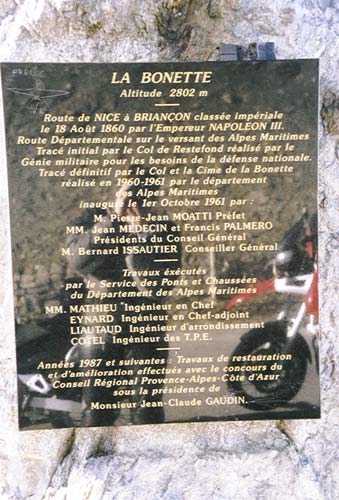 LA BONETTE
Altitude 2802 m
Route de NICE à BRIANÇON classée impériale
le 18 Août 1860 par l'Empereur NAPOLEON III.
Route Départementale sur le versant des Alpes Maritimes
Tracé initial par le Col de Restefond réalisé par le
Génie militaire pour les besoins de la défense nationale.
Tracé définitif par le Col et la Cime de la Bonette
réalisé en 1960-1961 par le département
des Alpes Maritimes
inauguré le 1er Octobre 1961 par :
M. Pierre-Jean MOATTI Préfet
MM. Jean MEDECIN et Francis PALMERO
Présidents du Conseil Général
M. Bernard ISSAUTIER Conseiller Général
Travaux éxécutés
par le Service des Ponts et Chaussées
du Département des Alpes Maritimes
MM. MATHIEU Ingénieur en Chef
EYNARD Ingénieur en Chef-adjoint
LIAUTAUD Ingénieur d'arrondissement
COTEL Ingénieur des T.P.E.
Années 1987 et suivantes : Travaux de restauration
et d'amélioration effectués avec le concours du
Conseil Régional Provence-Alpes-Côte d'Azur
sous la présidence de
Monsieur Jean-Claude GAUDIN.